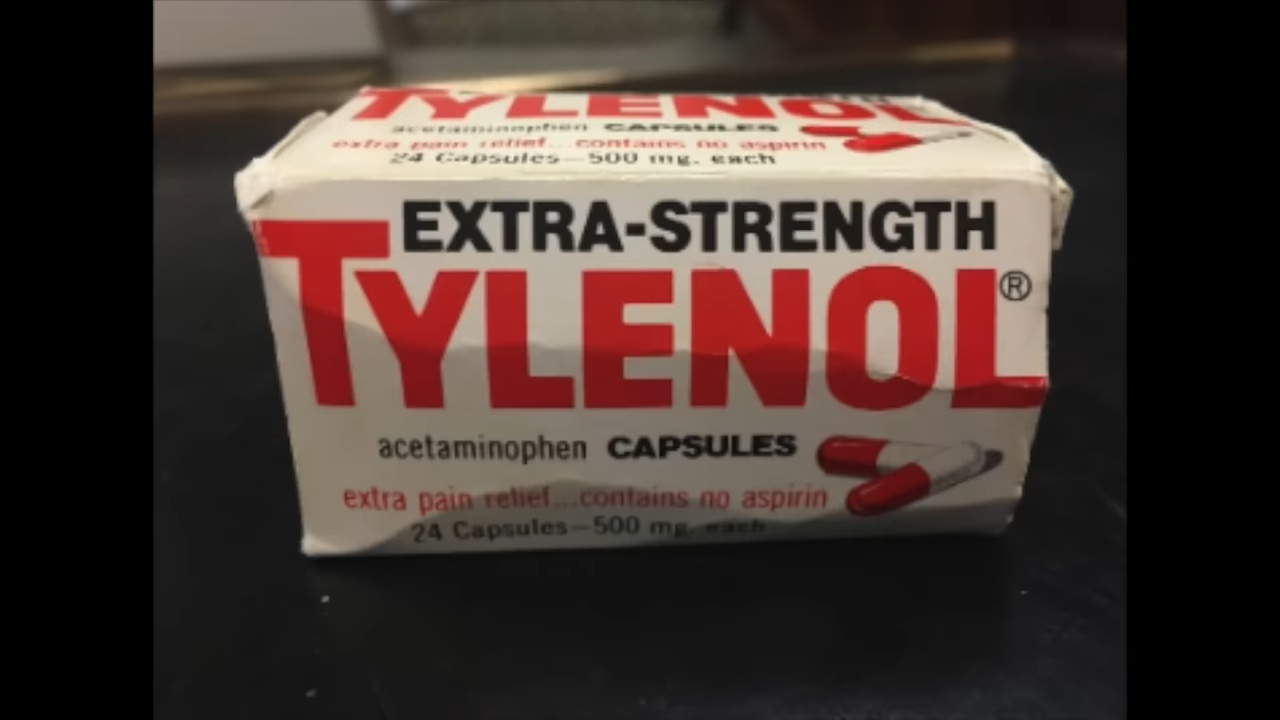 TYLENOL
acetaminophen CAPSULES
extra pain relief...contains no aspirin
24 Capsules—500 mg. each
EXTRA-STRENGTH
TYLENOL®
acetaminophen CAPSULES
extra pain relief...contains no aspirin
24 Capsules—500 mg. each